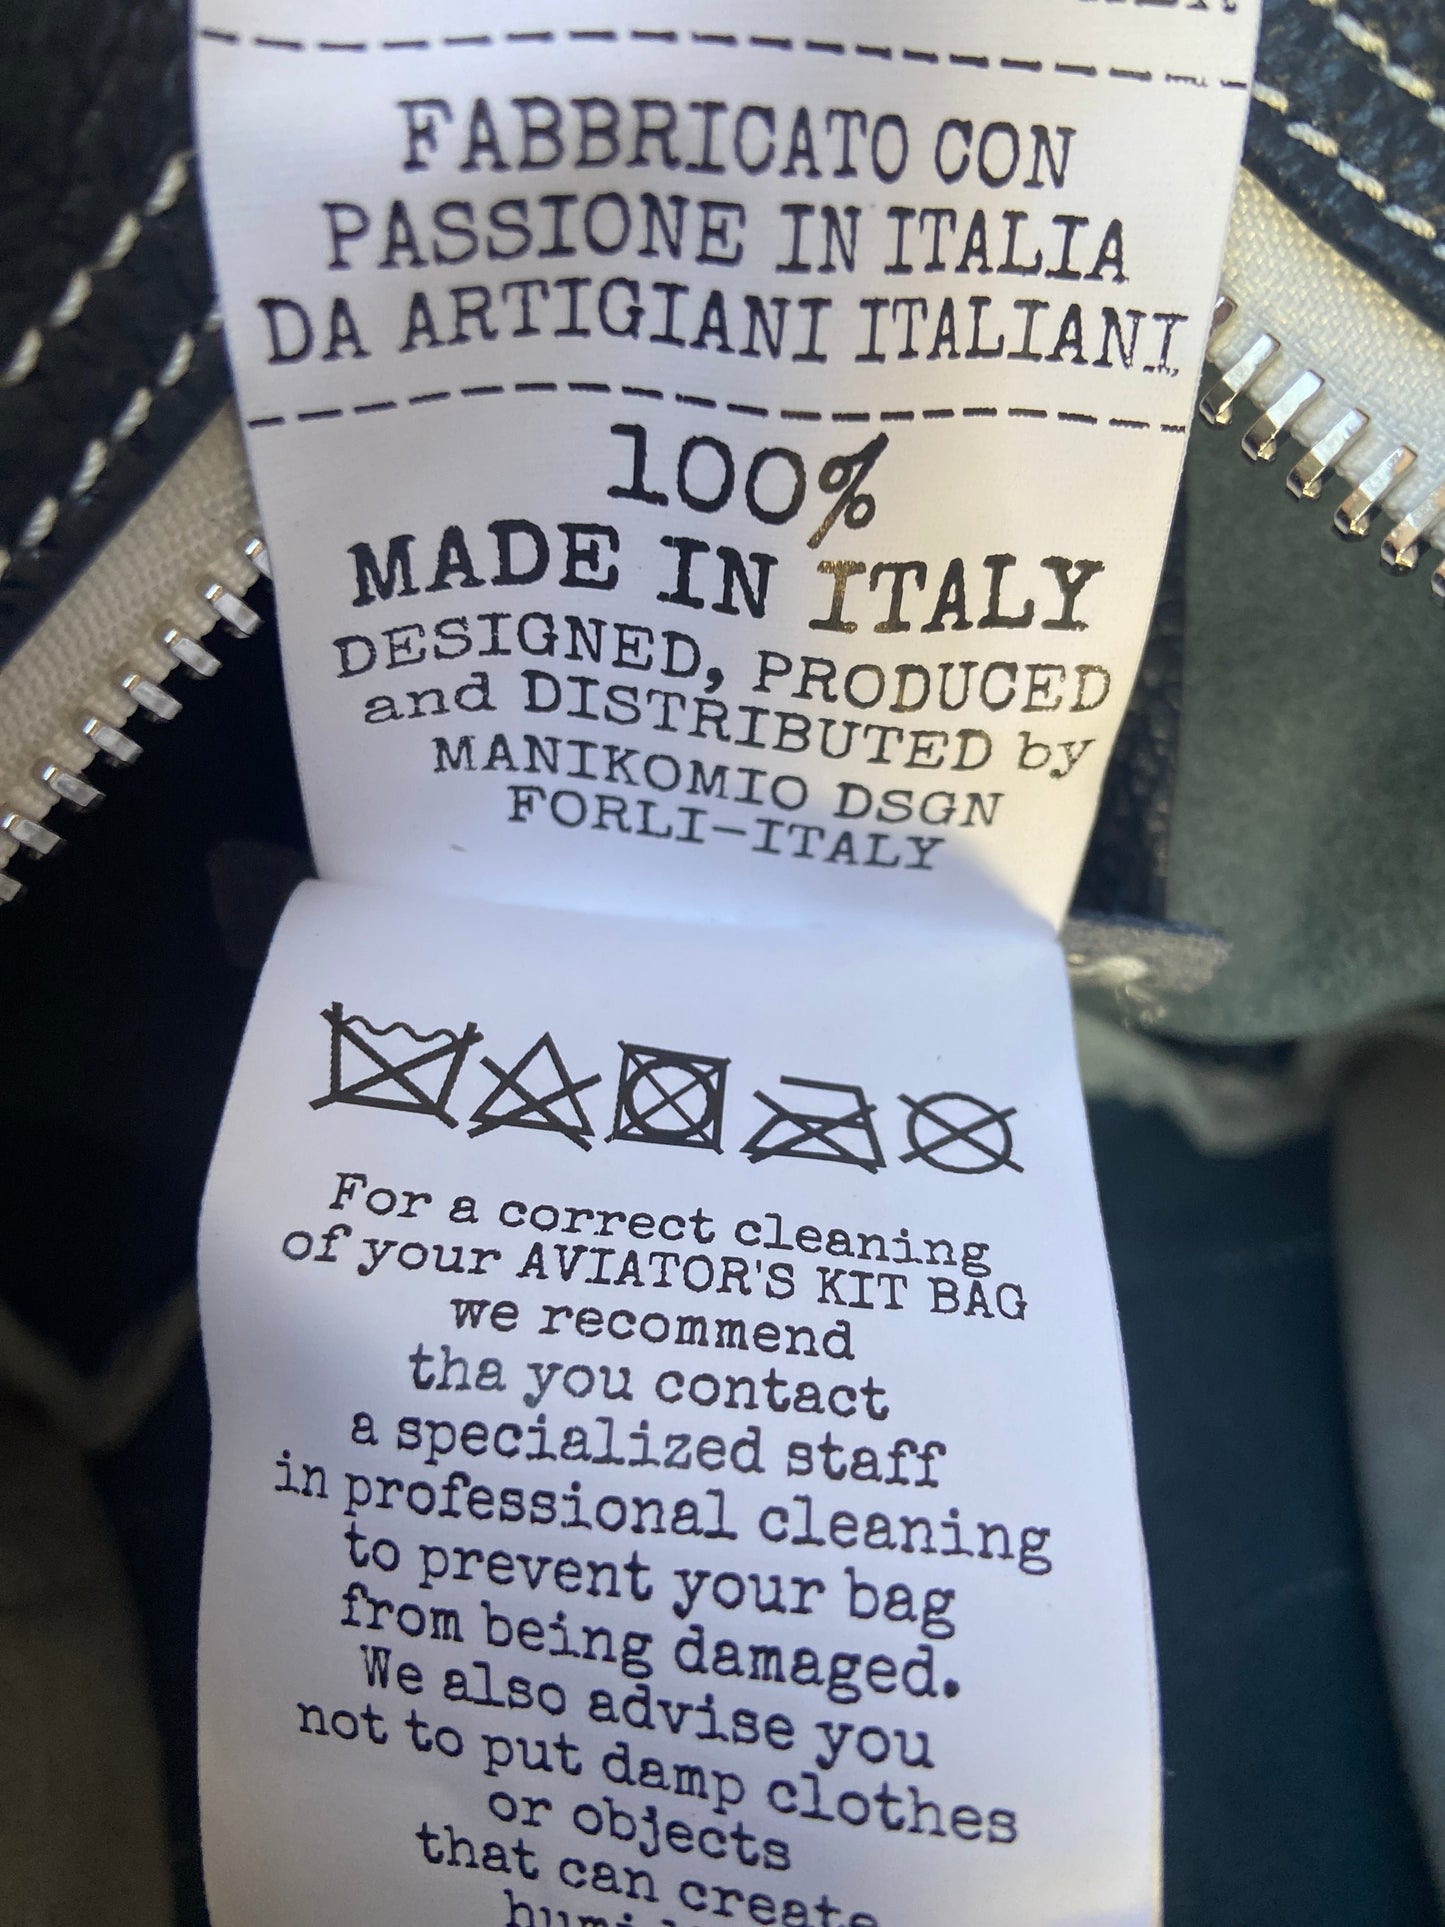 FABBRICATO CON
PASSIONE IN ITALIA
DA ARTIGIANI ITALIANI
100%
MADE IN ITALY
DESIGNED, PRODUCED
and DISTRIBUTED by
MANIKOMIO DSGN
FORLI-ITALY
For a correct cleaning
of your AVIATOR'S KIT BAG
we recommend
tha you contact
a specialized staff
in professional cleaning
to prevent your bag
from being damaged.
We also advise you
not to put damp clothes
or objects
that can create